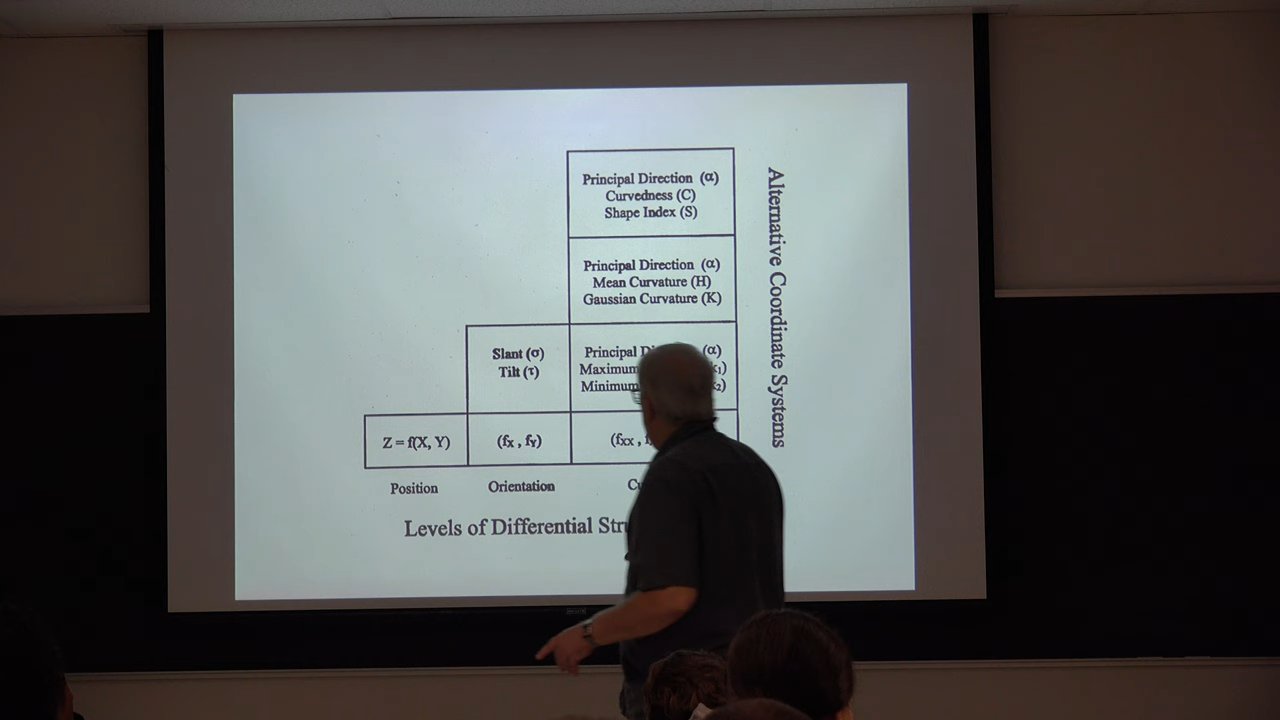 Principal Direction (α)
Curvedness (C)
Shape Index (S)
Principal Direction (α)
Mean Curvature (H)
Gaussian Curvature (K)
Slant (σ)
Tilt (τ)
Principal (α)
Maximum
Minimum
Z = f(X, Y)
(fX , fY)
(fXX ,
Position
Orientation
Levels of Differential
Alternative Coordinate Systems